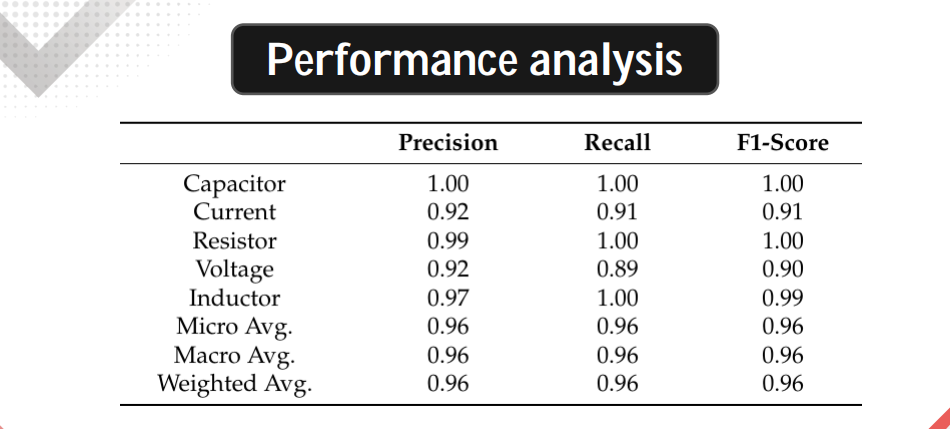 Performance analysis
Precision Recall F1-Score
Capacitor 1.00 1.00 1.00
Current 0.92 0.91 0.91
Resistor 0.99 1.00 1.00
Voltage 0.92 0.89 0.90
Inductor 0.97 1.00 0.99
Micro Avg. 0.96 0.96 0.96
Macro Avg. 0.96 0.96 0.96
Weighted Avg. 0.96 0.96 0.96